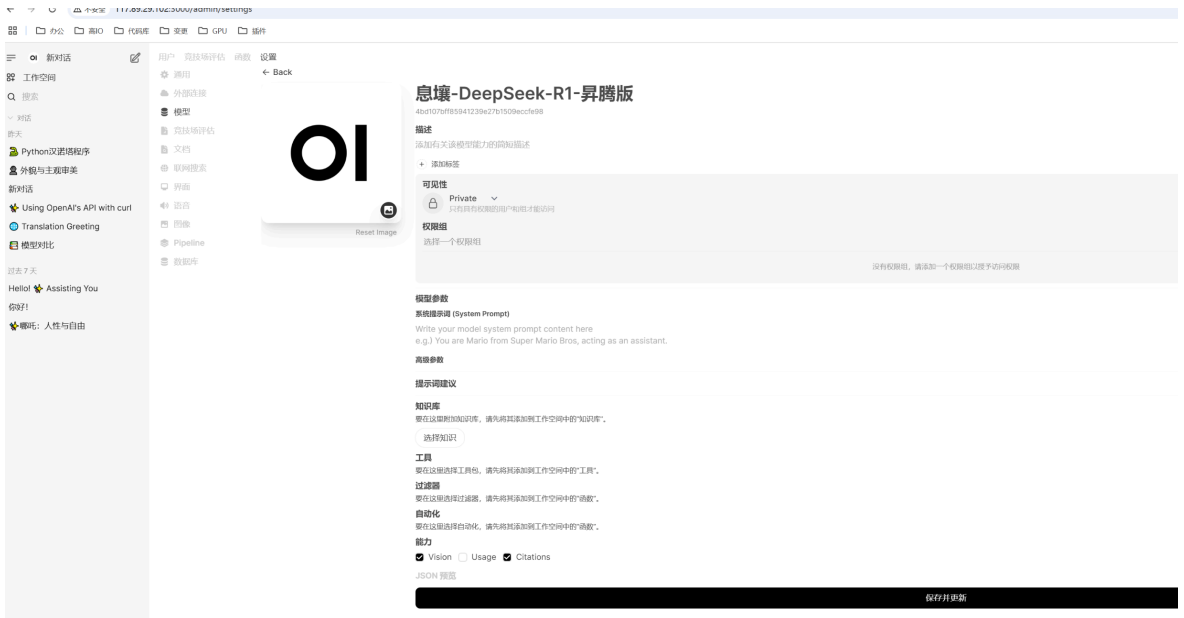 不安全 117.89.29.102:3000/admin/settings
办公 高IO 代码库 变更 GPU 插件
OI 新对话
工作空间
搜索
对话
昨天
Python汉诺塔程序
外貌与主观审美
新对话
Using OpenAI's API with curl
Translation Greeting
模型对比
过去7天
Hello! Assisting You
你好!
哪吒：人性与自由
用户 竞技场评估 函数 设置
通用
外部连接
模型
竞技场评估
文档
联网搜索
界面
语音
图像
Pipeline
数据库
← Back
OI
Reset Image
息壤-DeepSeek-R1-昇腾版
4bd107bff85941239e27b1509eccfe98
描述
添加有关该模型能力的简短描述
+ 添加标签
可见性
Private
只有具有权限的用户和组才能访问
权限组
选择一个权限组
没有权限组，请添加一个权限组以授予访问权限
模型参数
系统提示词 (System Prompt)
Write your model system prompt content here
e.g.) You are Mario from Super Mario Bros, acting as an assistant.
高级参数
提示词建议
知识库
要在这里附加知识库，请先将其添加到工作空间中的"知识库"。
选择知识
工具
要在这里选择工具包，请先将其添加到工作空间中的"工具"。
过滤器
要在这里选择过滤器，请先将其添加到工作空间中的"函数"。
自动化
要在这里选择自动化，请先将其添加到工作空间中的"函数"。
能力
Vision Usage Citations
JSON 预览
保存并更新